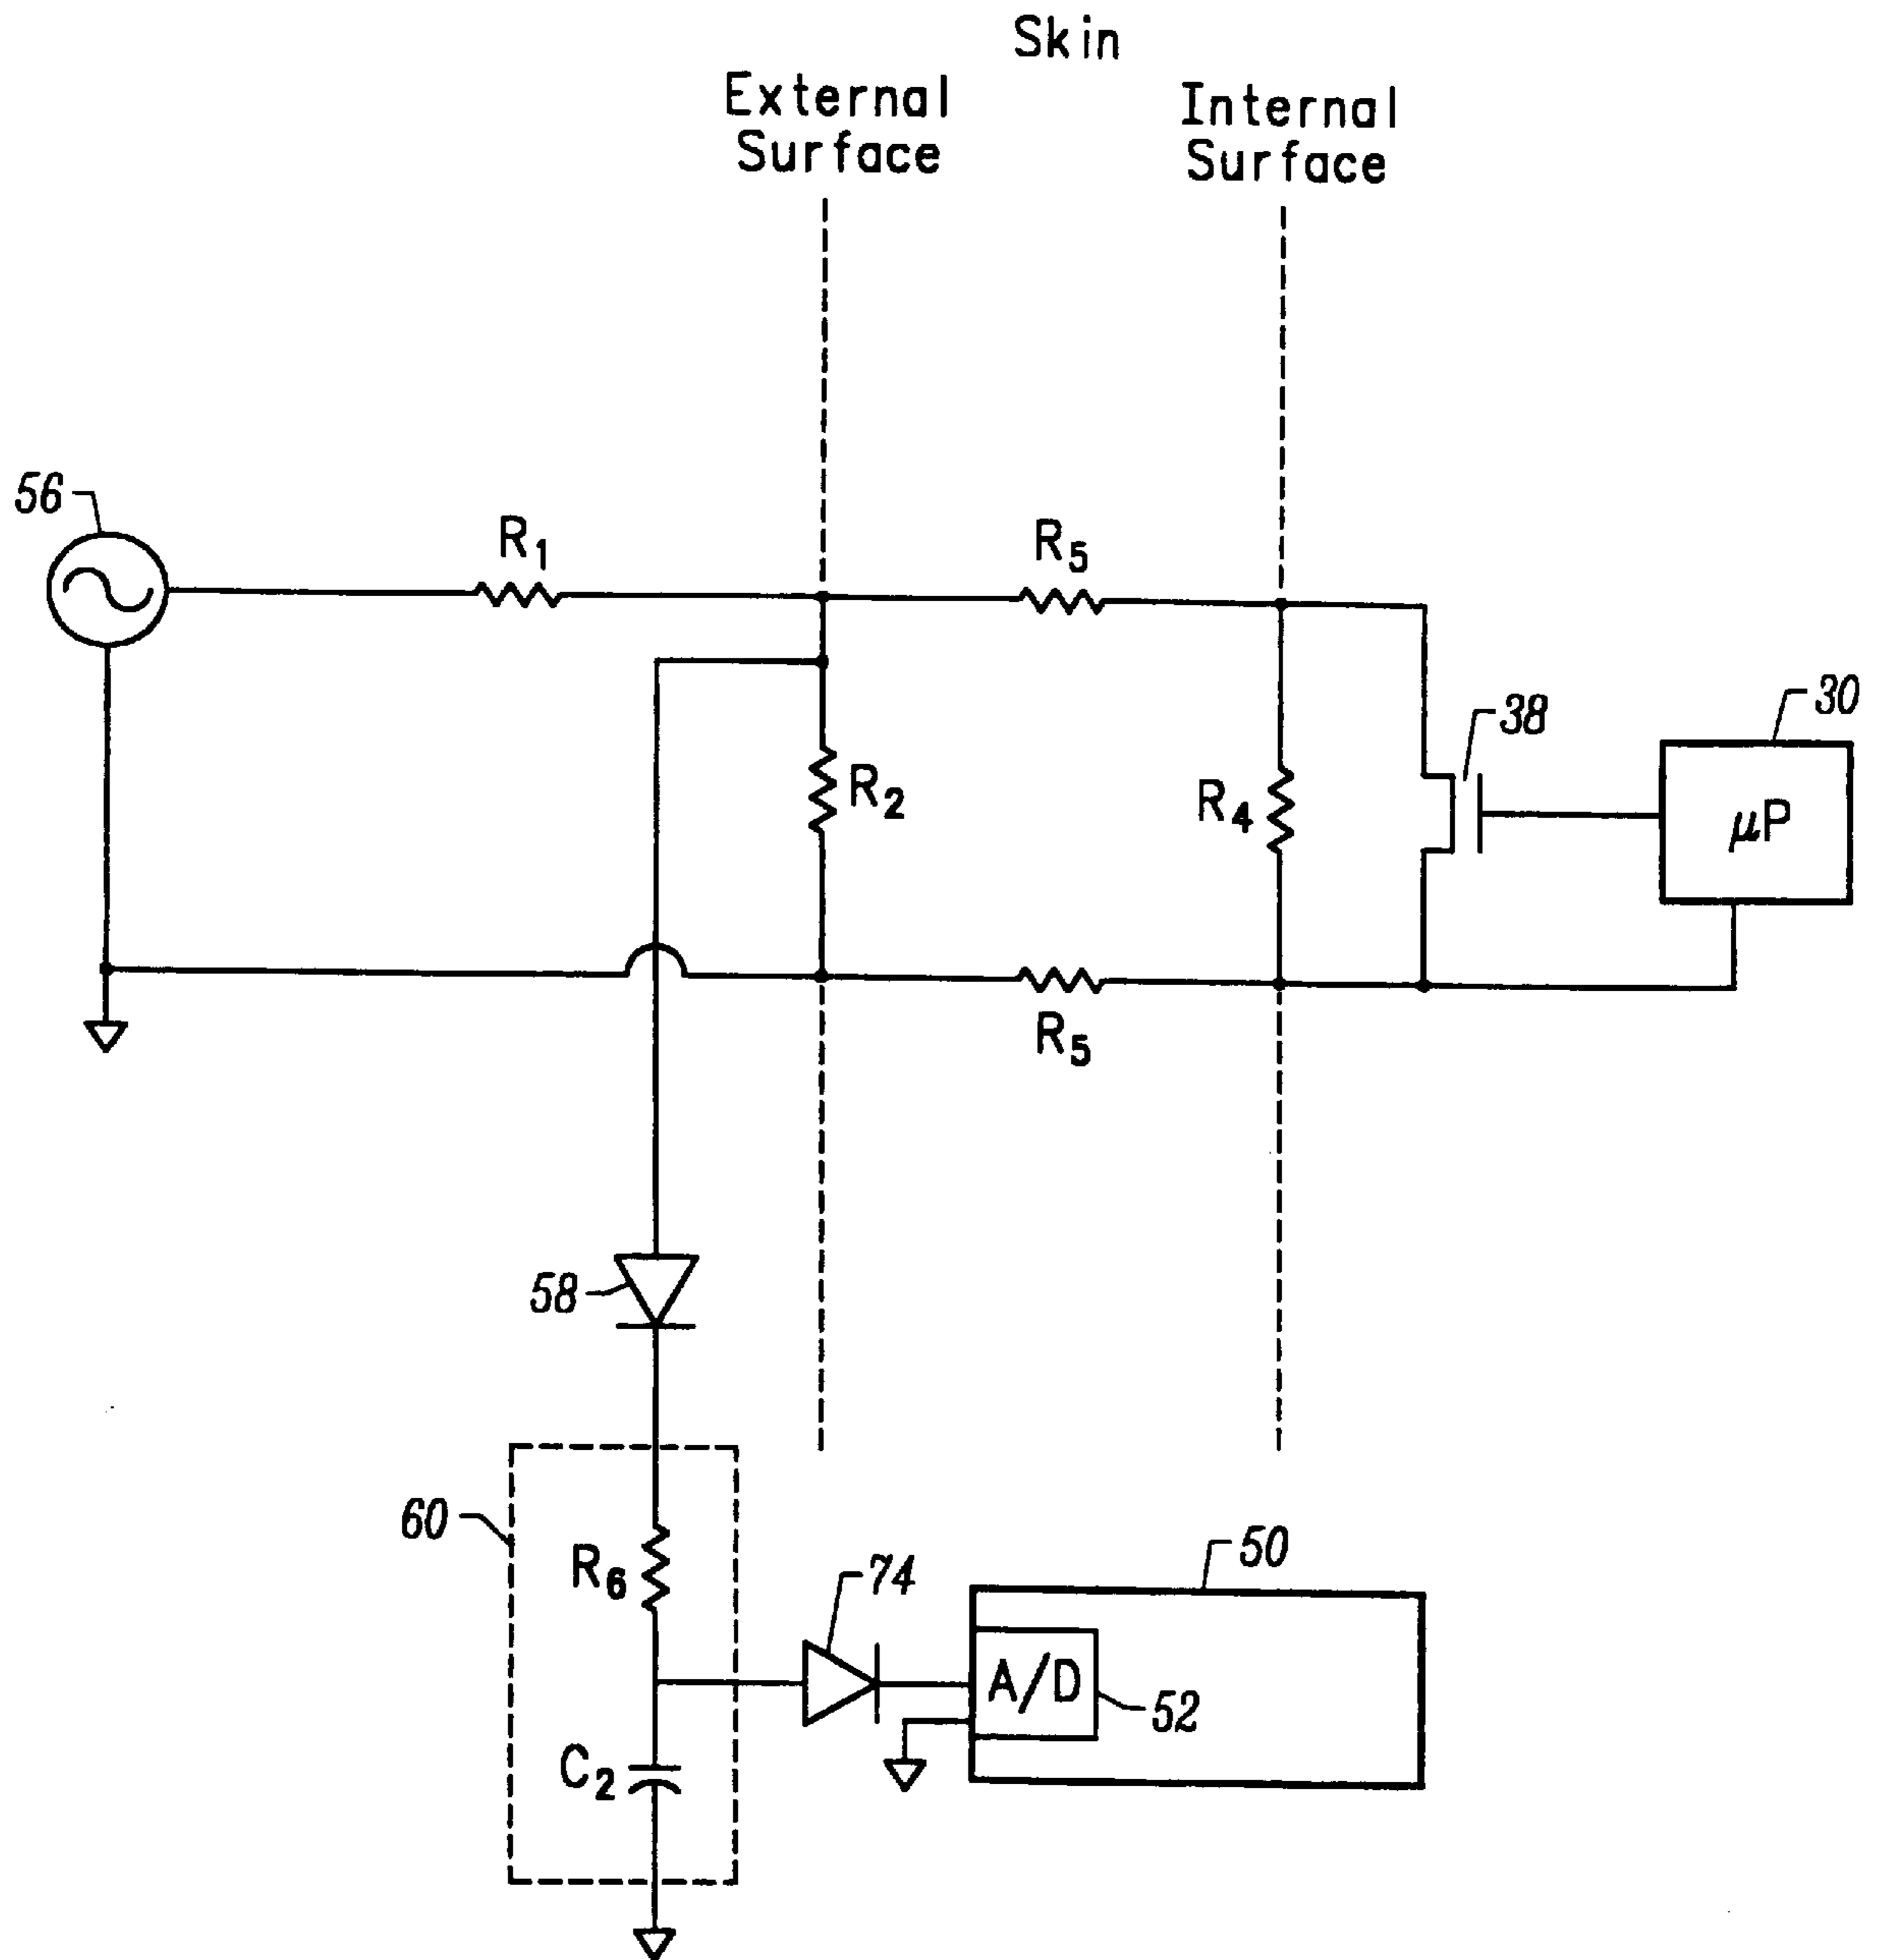 Skin
External
Surface
Internal
Surface
56
R1
R5
30
38
R2
R4
μP
R5
58
60
R6
74
50
A/D
52
C2